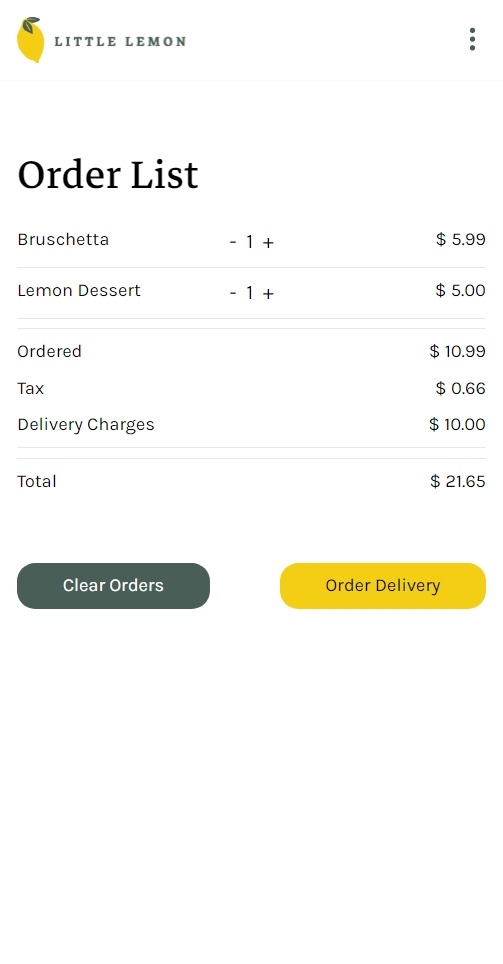 LITTLE LEMON
Order List
Bruschetta - 1 + $ 5.99
Lemon Dessert - 1 + $ 5.00
Ordered $ 10.99
Tax $ 0.66
Delivery Charges $ 10.00
Total $ 21.65
Clear Orders Order Delivery